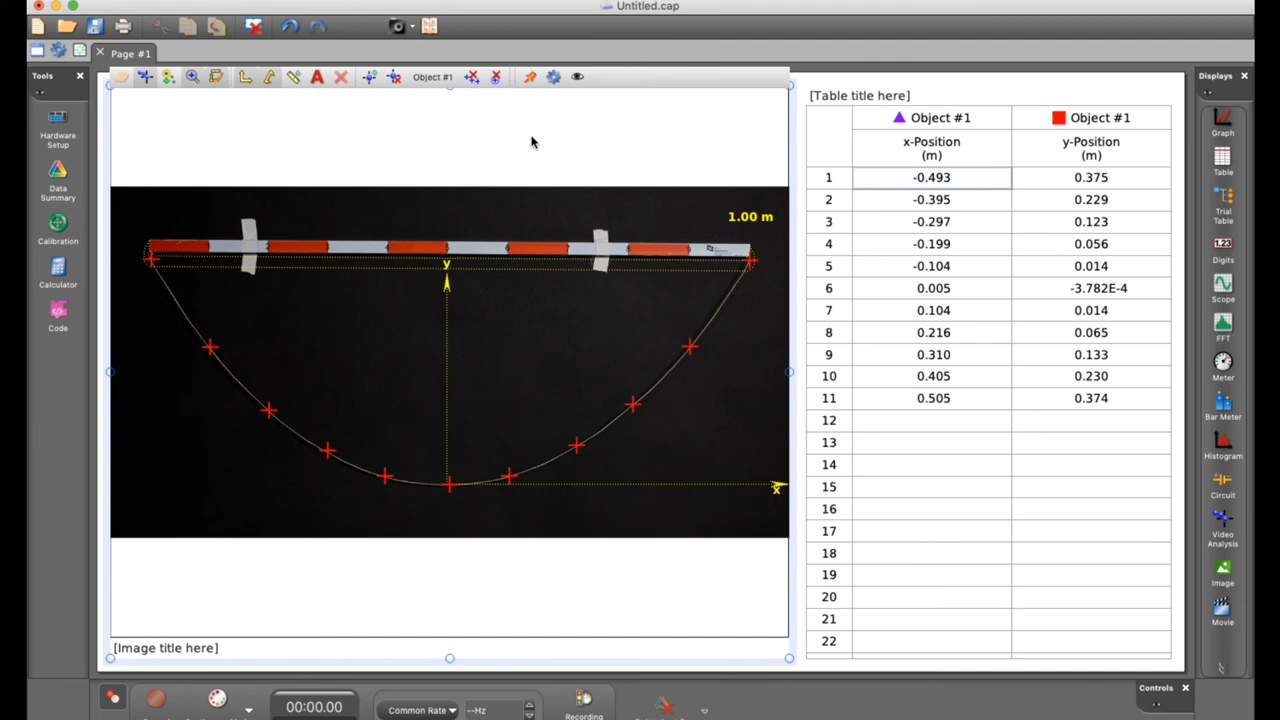 Untitled.cap
Page #1
Tools
Object #1
[Table title here]
Displays
Hardware
Setup
Data
Summary
Calibration
Calculator
Code
1.00 m
y
x
[Image title here]
Object #1 Object #1
x-Position
(m)
y-Position
(m)
1 -0.493 0.375
2 -0.395 0.229
3 -0.297 0.123
4 -0.199 0.056
5 -0.104 0.014
6 0.005 -3.782E-4
7 0.104 0.014
8 0.216 0.065
9 0.310 0.133
10 0.405 0.230
11 0.505 0.374
12
13
14
15
16
17
18
19
20
21
22
Graph
Table
Trial
Table
1.23
Digits
Scope
FFT
Meter
Bar Meter
Histogram
Circuit
Video
Analysis
Image
Movie
Controls
00:00.00
Common Rate
--Hz
Recording